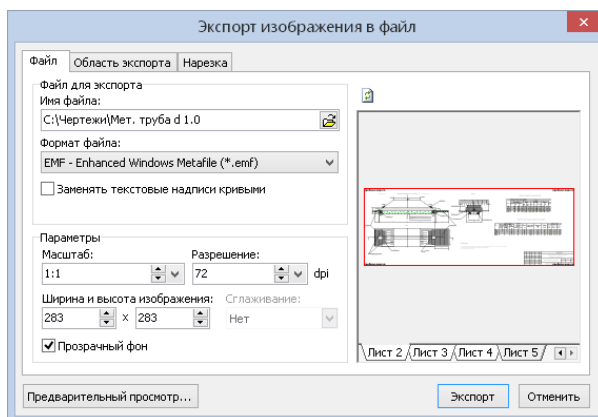 Экспорт изображения в файл
Файл Область экспорта Нарезка
Файл для экспорта
Имя файла:
C:\Чертежи\Мет. труба d 1.0
Формат файла:
EMF - Enhanced Windows Metafile (*.emf)
Заменять текстовые надписи кривыми
Параметры
Масштаб: Разрешение:
1:1 72 dpi
Ширина и высота изображения: Сглаживание:
283 x 283 Нет
Прозрачный фон
Лист 2 Лист 3 Лист 4 Лист 5
Предварительный просмотр... Экспорт Отменить